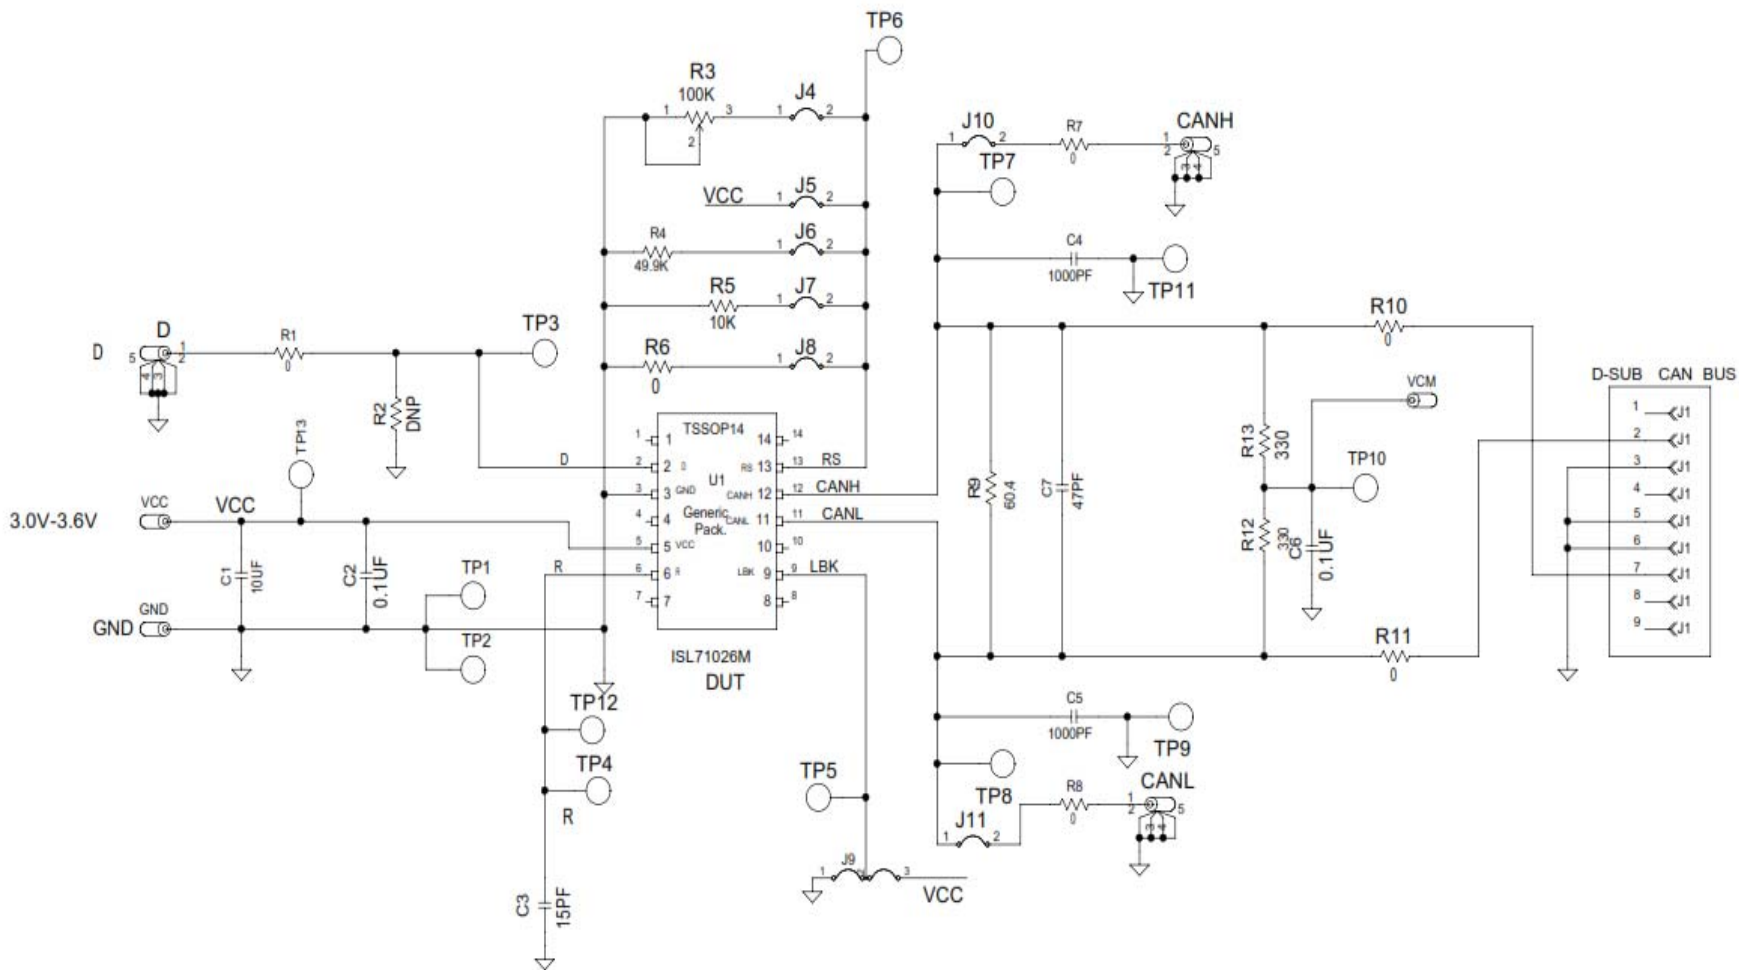 TP6
R3
100K
1
3
2
J4
1
2
VCC
J5
1
2
R4
49.9K
J6
1
2
R5
10K
J7
1
2
R6
0
J8
1
2
J10
1
2
TP7
R7
0
CANH
1
2
3
4
5
C4
1000PF
TP11
D
D
5
4
3
1
2
R1
0
TP3
R2
DNP
TP13
3.0V-3.6V
VCC
VCC
C1
10UF
C2
0.1UF
GND
GND
TP1
TP2
D
R
TSSOP14
U1
Generic
Pack.
1 1
2 2 D
3 3 GND
4 4
5 5 VCC
6 6 R
7 7
14 14
RS 13 13 RS
CANH 12 12 CANH
CANL 11 11 CANL
10 10
LBK 9 9 LBK
8 8
ISL71026M
DUT
TP12
TP4
R
C3
15PF
TP5
J9
1
2
3
VCC
R9
60.4
C7
47PF
R10
0
R13
330
VCM
TP10
R12
330
C6
0.1UF
R11
0
D-SUB CAN BUS
1 J1
2 J1
3 J1
4 J1
5 J1
6 J1
7 J1
8 J1
9 J1
C5
1000PF
TP9
TP8
J11
1
2
R8
0
CANL
1
2
3
4
5